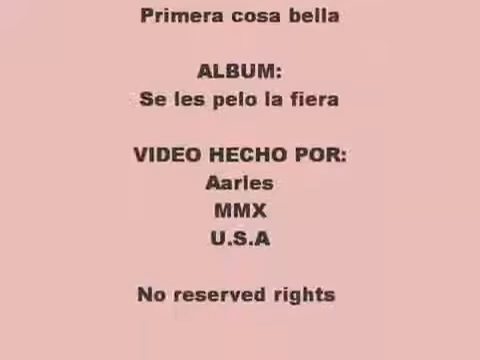 Primera cosa bella
ALBUM:
Se les pelo la fiera
VIDEO HECHO POR:
Aarles
MMX
U.S.A
No reserved rights